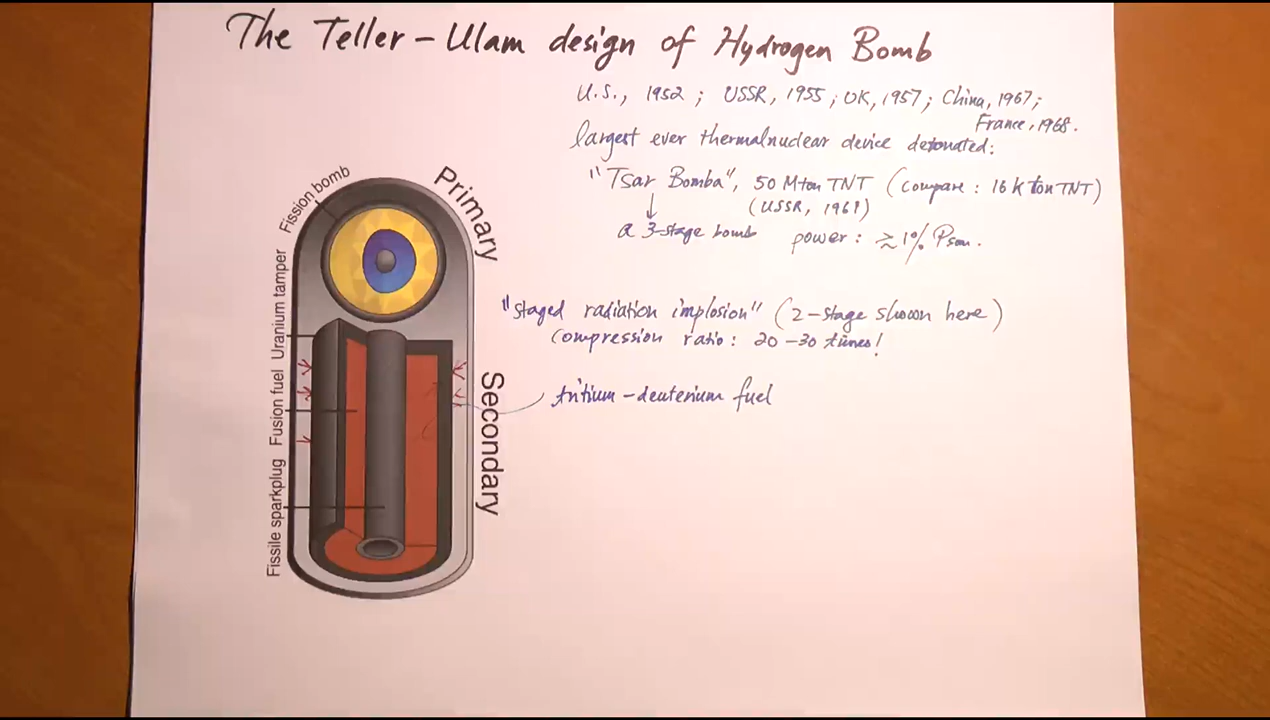 The Teller-Ulam design of Hydrogen Bomb
U.S., 1952 ; USSR, 1955 ; UK, 1957 ; China, 1967 ;
France, 1968.
largest ever thermalnuclear device detonated :
"Tsar Bomba", 50 Mton TNT (compare : 16 k ton TNT)
(USSR, 1961)
a 3-stage bomb power : ≳ 1% Psun.
"staged radiation implosion" (2-stage shown here)
compression ratio : 20-30 times!
tritium-deuterium fuel
Fission bomb
Primary
Uranium tamper
Fusion fuel
Secondary
Fissile sparkplug